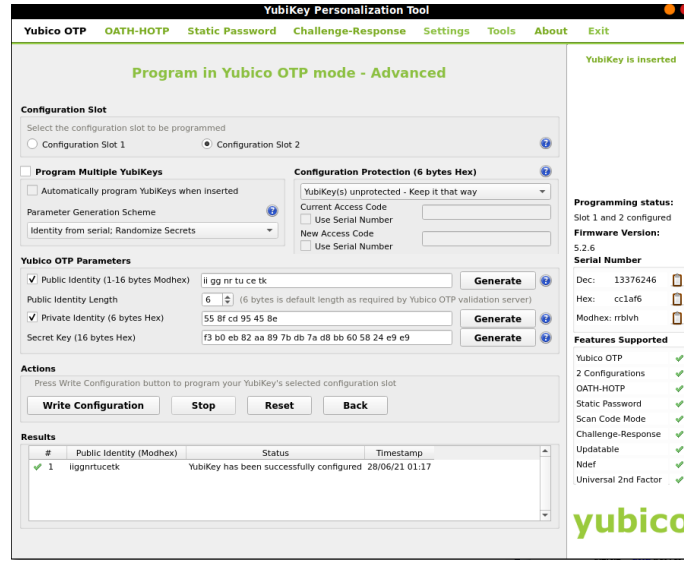 YubiKey Personalization Tool
Yubico OTP OATH-HOTP Static Password Challenge-Response Settings Tools About Exit
Program in Yubico OTP mode - Advanced
Configuration Slot
Select the configuration slot to be programmed
Configuration Slot 1 Configuration Slot 2
Program Multiple YubiKeys
Automatically program YubiKeys when inserted
Parameter Generation Scheme
Identity from serial; Randomize Secrets
Configuration Protection (6 bytes Hex)
YubiKey(s) unprotected - Keep it that way
Current Access Code
Use Serial Number
New Access Code
Use Serial Number
Yubico OTP Parameters
Public Identity (1-16 bytes Modhex) ii gg nr tu ce tk Generate
Public Identity Length 6 (6 bytes is default length as required by Yubico OTP validation server)
Private Identity (6 bytes Hex) 55 8f cd 95 45 8e Generate
Secret Key (16 bytes Hex) f3 b0 eb 82 aa 89 7b db 7a d8 bb 60 58 24 e9 e9 Generate
Actions
Press Write Configuration button to program your YubiKey's selected configuration slot
Write Configuration Stop Reset Back
Results
# Public Identity (Modhex) Status Timestamp
1 iiggnrtucetk YubiKey has been successfully configured 28/06/21 01:17
YubiKey is inserted
Programming status:
Slot 1 and 2 configured
Firmware Version:
5.2.6
Serial Number
Dec: 13376246
Hex: cc1af6
Modhex: rrblvh
Features Supported
Yubico OTP
2 Configurations
OATH-HOTP
Static Password
Scan Code Mode
Challenge-Response
Updatable
Ndef
Universal 2nd Factor
yubico